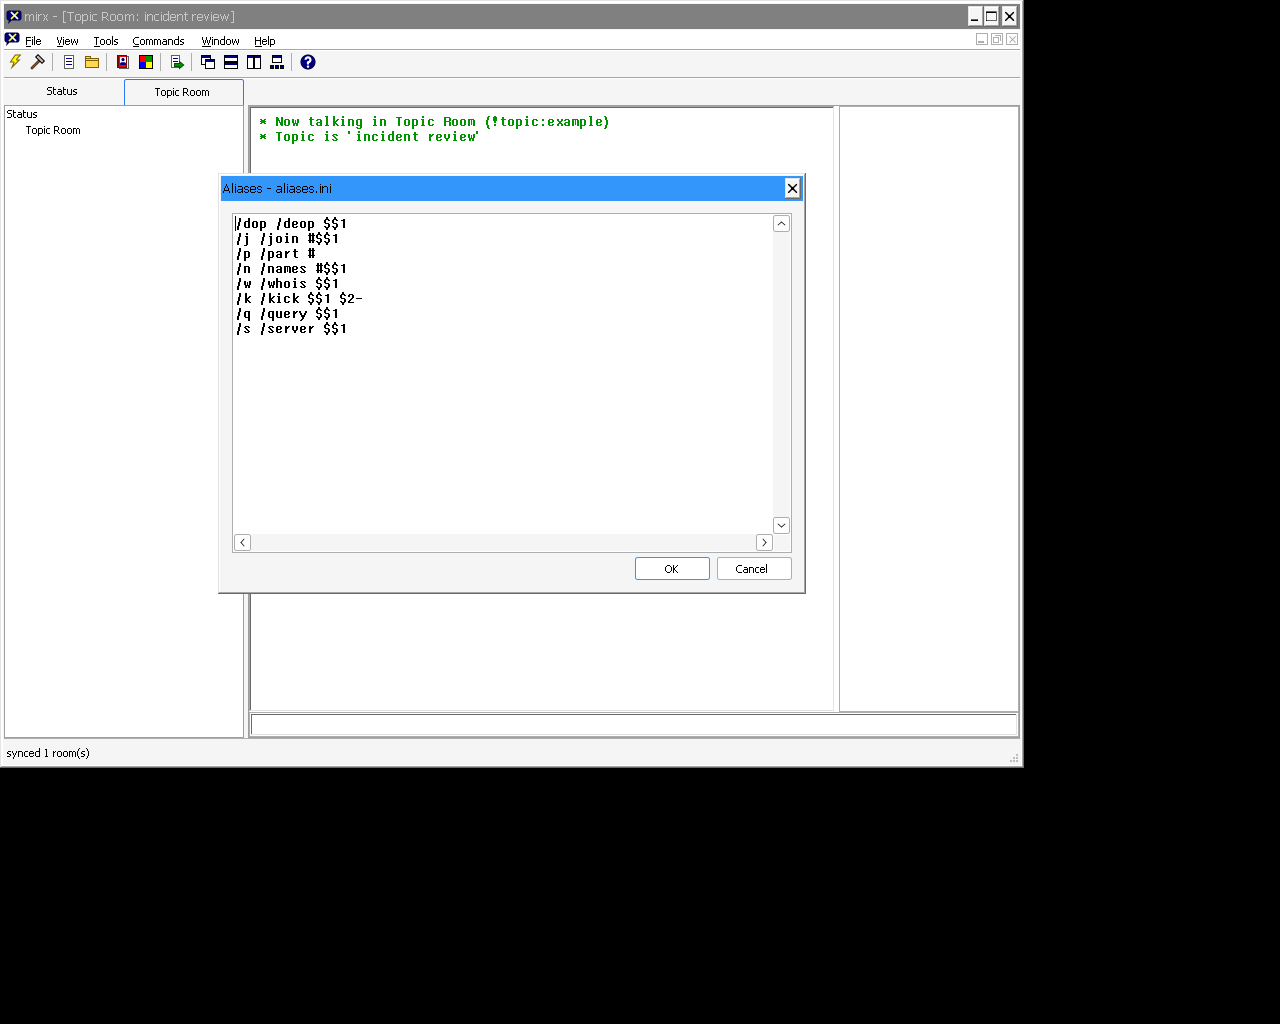 mirx - [Topic Room: incident review]
File View Tools Commands Window Help
Status Topic Room
Status
Topic Room
* Now talking in Topic Room (!topic:example)
* Topic is 'incident review'
Aliases - aliases.ini
/dop /deop $$1
/j /join #$$1
/p /part #
/n /names #$$1
/w /whois $$1
/k /kick $$1 $2-
/q /query $$1
/s /server $$1
OK Cancel
synced 1 room(s)